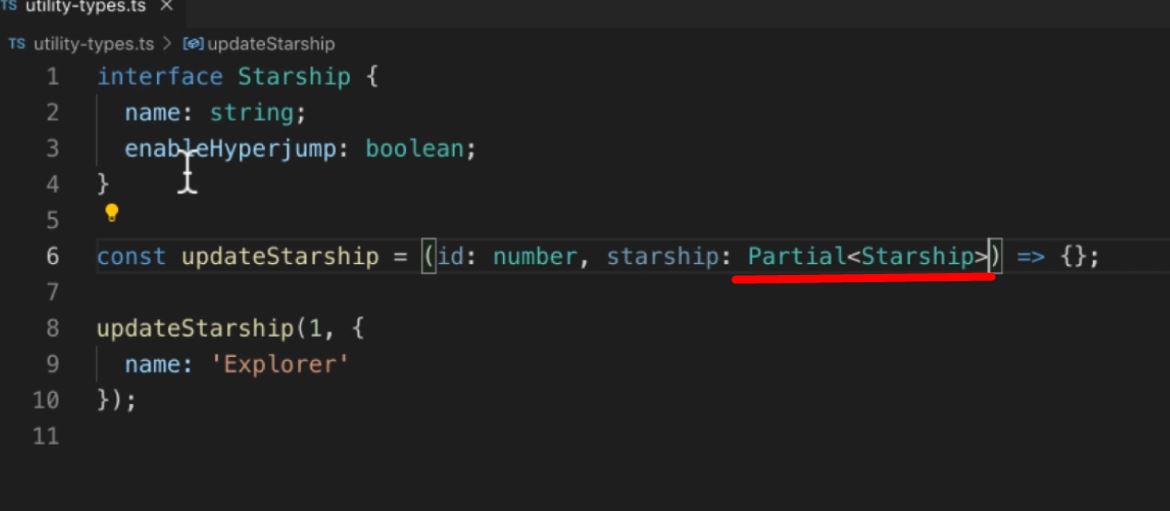 TS utility-types.ts ×
TS utility-types.ts > updateStarship
1 interface Starship {
2 name: string;
3 enableHyperjump: boolean;
4 }
5
6 const updateStarship = (id: number, starship: Partial<Starship>) => {};
7
8 updateStarship(1, {
9 name: 'Explorer'
10 });
11